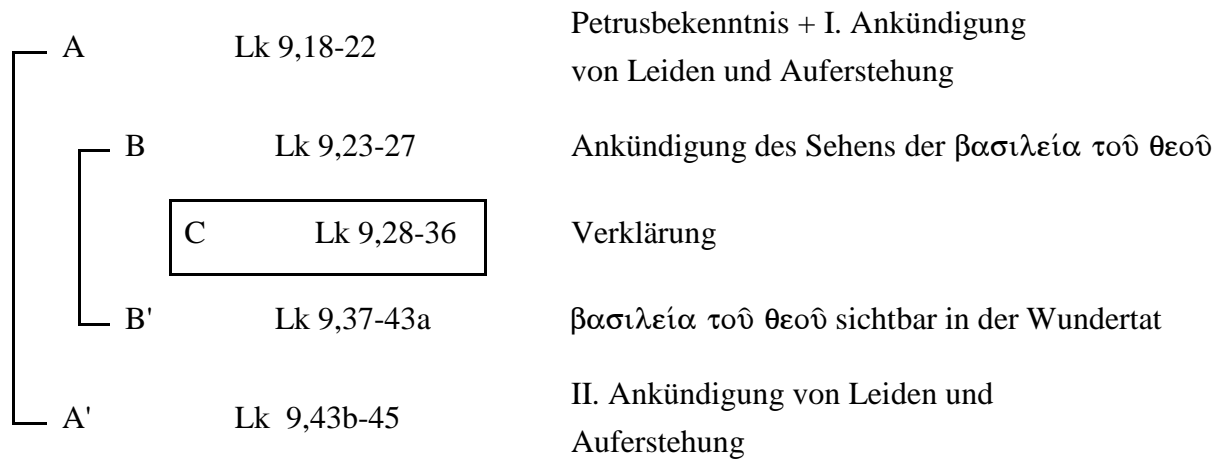 A Lk 9,18-22 Petrusbekenntnis + I. Ankündigung
von Leiden und Auferstehung
B Lk 9,23-27 Ankündigung des Sehens der βασιλεία τοῦ θεοῦ
C Lk 9,28-36 Verklärung
B' Lk 9,37-43a βασιλεία τοῦ θεοῦ sichtbar in der Wundertat
A' Lk 9,43b-45 II. Ankündigung von Leiden und
Auferstehung